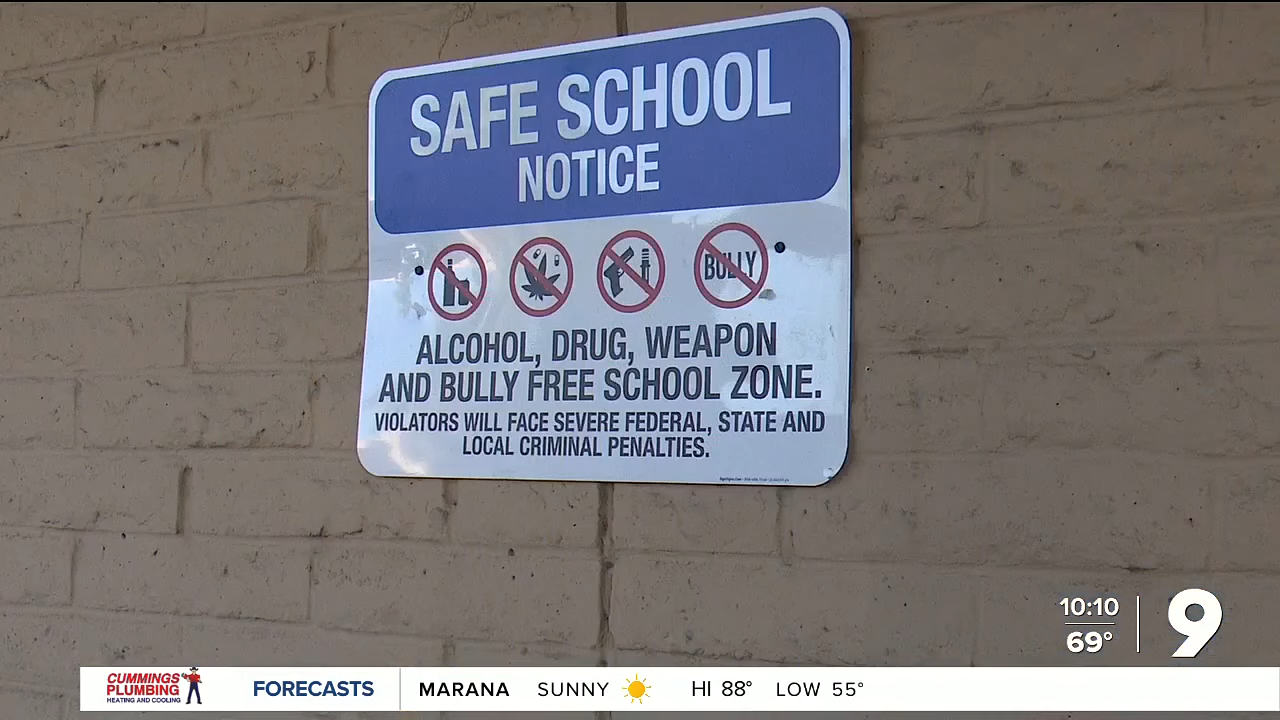 SAFE SCHOOL
NOTICE
BULLY
ALCOHOL, DRUG, WEAPON
AND BULLY FREE SCHOOL ZONE.
VIOLATORS WILL FACE SEVERE FEDERAL, STATE AND
LOCAL CRIMINAL PENALTIES.
10:10
69°
9
CUMMINGS
PLUMBING
HEATING AND COOLING
FORECASTS
MARANA SUNNY HI 88° LOW 55°